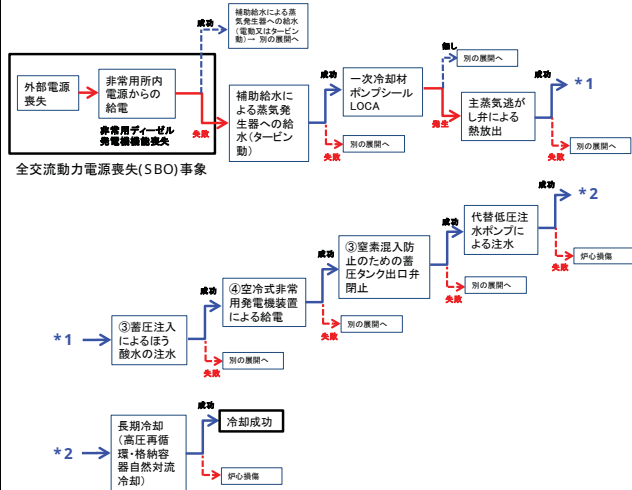 成功
補助給水による蒸
気発生器への給水
(電動又はタービン
動)→ 別の展開へ
外部電源
喪失
非常用所内
電源からの
給電
非常用ディーゼル
発電機機能喪失
失敗
全交流動力電源喪失(SBO)事象
補助給水に
よる蒸気発
生器への給
水(タービン
動)
成功
失敗
別の展開へ
一次冷却材
ポンプシール
LOCA
無し
別の展開へ
発生
主蒸気逃が
し弁による
熱放出
成功
*1
失敗
別の展開へ
*1
③蓄圧注入
によるほう
酸水の注水
成功
失敗
別の展開へ
④空冷式非常
用発電機装置
による給電
成功
失敗
別の展開へ
③窒素混入防
止のための蓄
圧タンク出口弁
閉止
成功
失敗
別の展開へ
代替低圧注
水ポンプに
よる注水
成功
*2
失敗
炉心損傷
*2
長期冷却
(高圧再循
環・格納容
器自然対流
冷却)
成功
冷却成功
失敗
炉心損傷